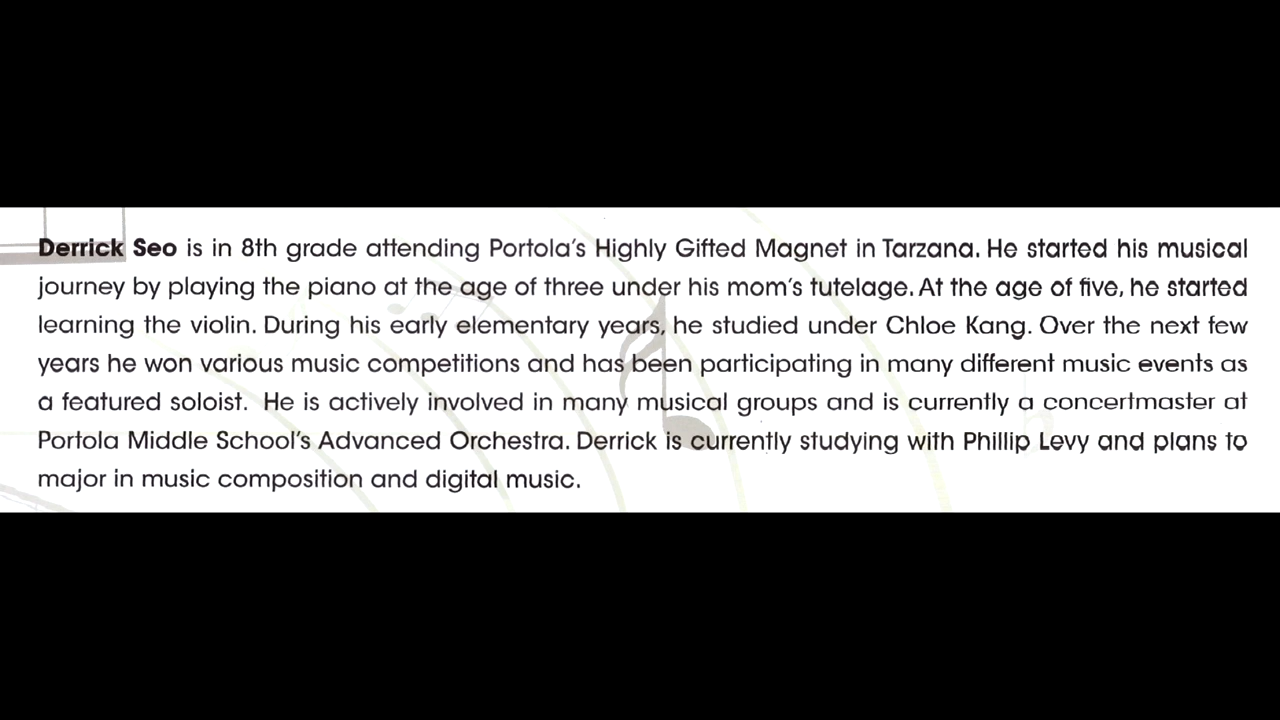 Derrick Seo is in 8th grade attending Portola's Highly Gifted Magnet in Tarzana. He started his musical
journey by playing the piano at the age of three under his mom's tutelage. At the age of five, he started
learning the violin. During his early elementary years, he studied under Chloe Kang. Over the next few
years he won various music competitions and has been participating in many different music events as
a featured soloist. He is actively involved in many musical groups and is currently a concertmaster at
Portola Middle School's Advanced Orchestra. Derrick is currently studying with Phillip Levy and plans to
major in music composition and digital music.